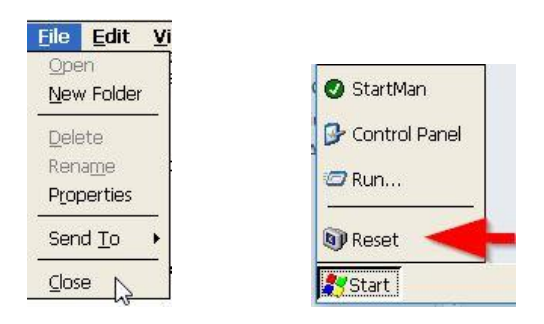 File Edit Vi
Open
New Folder
Delete
Rename
Properties
Send To
Close
StartMan
Control Panel
Run...
Reset
Start